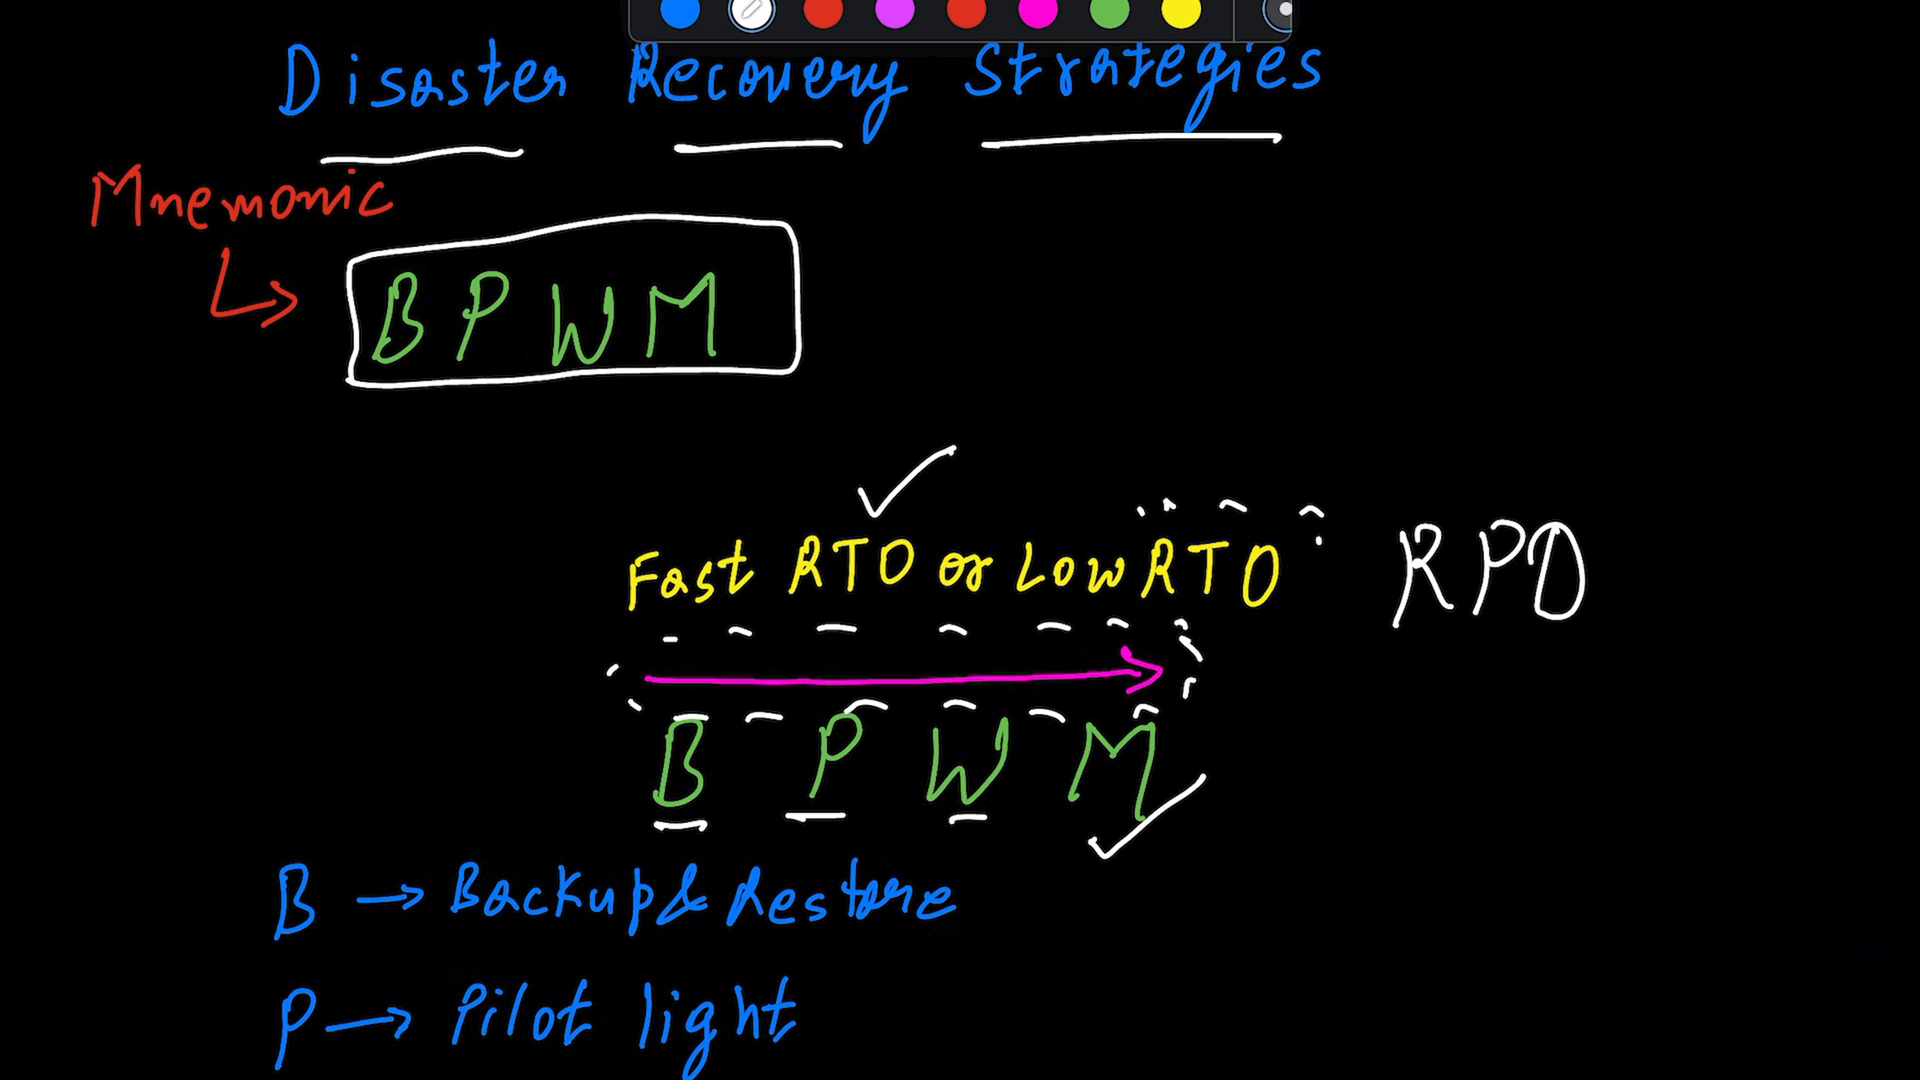 Disaster Recovery Strategies
Mnemonic
BPWM
Fast RTO or Low RTO RPO
B P W M
B → Backup & Restore
P → Pilot light